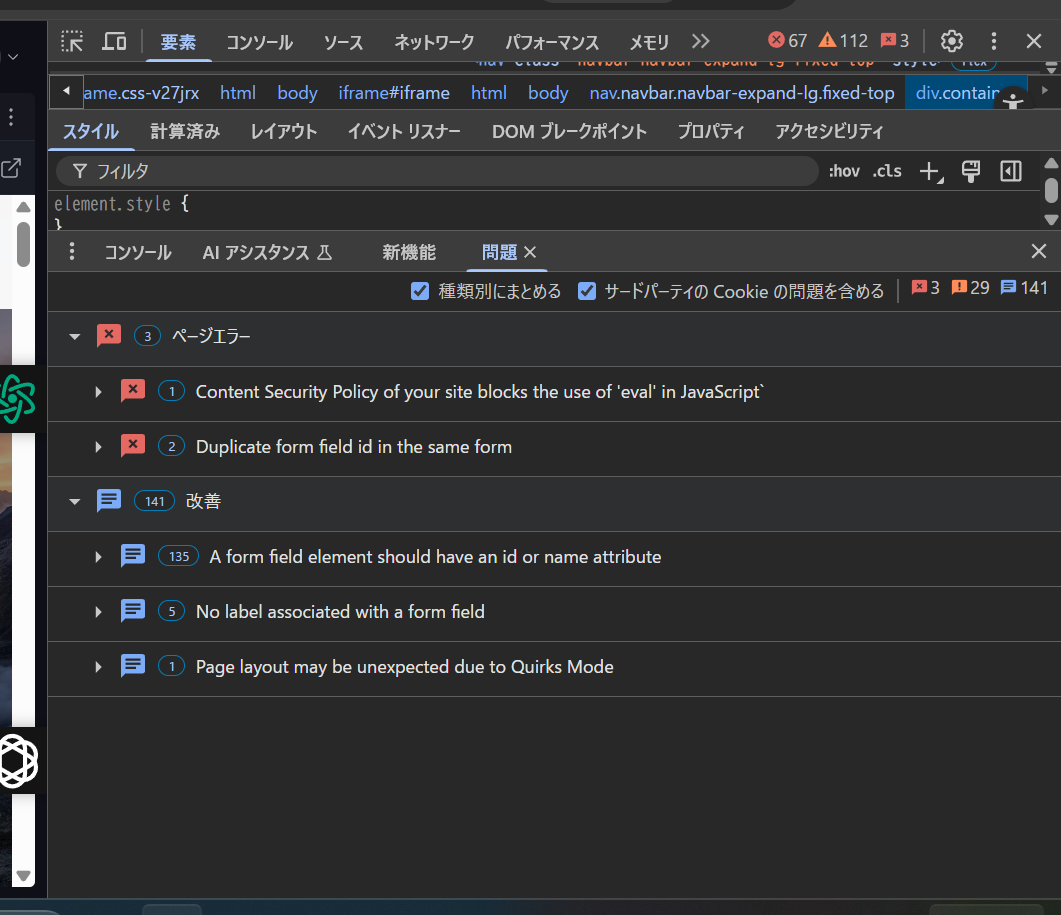 要素 コンソール ソース ネットワーク パフォーマンス メモリ 67 112 3
ame.css-v27jrx html body iframe#iframe html body nav.navbar.navbar-expand-lg.fixed-top div.contain
スタイル 計算済み レイアウト イベント リスナー DOM ブレークポイント プロパティ アクセシビリティ
フィルタ :hov .cls
element.style {
}
コンソール AI アシスタンス 新機能 問題
種類別にまとめる サードパーティの Cookie の問題を含める 3 29 141
3 ページエラー
1 Content Security Policy of your site blocks the use of 'eval' in JavaScript`
2 Duplicate form field id in the same form
141 改善
135 A form field element should have an id or name attribute
5 No label associated with a form field
1 Page layout may be unexpected due to Quirks Mode